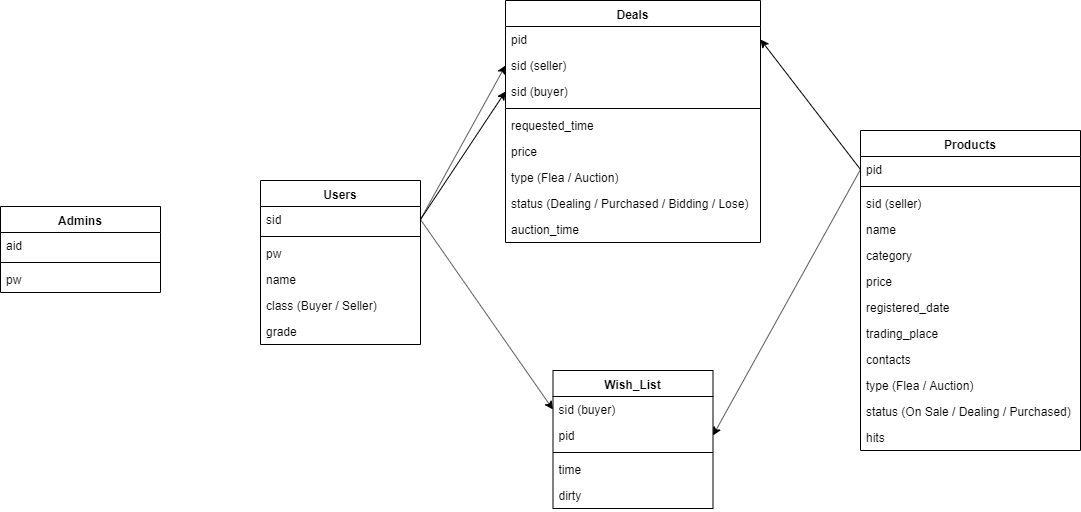 Admins
aid
pw
Users
sid
pw
name
class (Buyer / Seller)
grade
Deals
pid
sid (seller)
sid (buyer)
requested_time
price
type (Flea / Auction)
status (Dealing / Purchased / Bidding / Lose)
auction_time
Wish_List
sid (buyer)
pid
time
dirty
Products
pid
sid (seller)
name
category
price
registered_date
trading_place
contacts
type (Flea / Auction)
status (On Sale / Dealing / Purchased)
hits